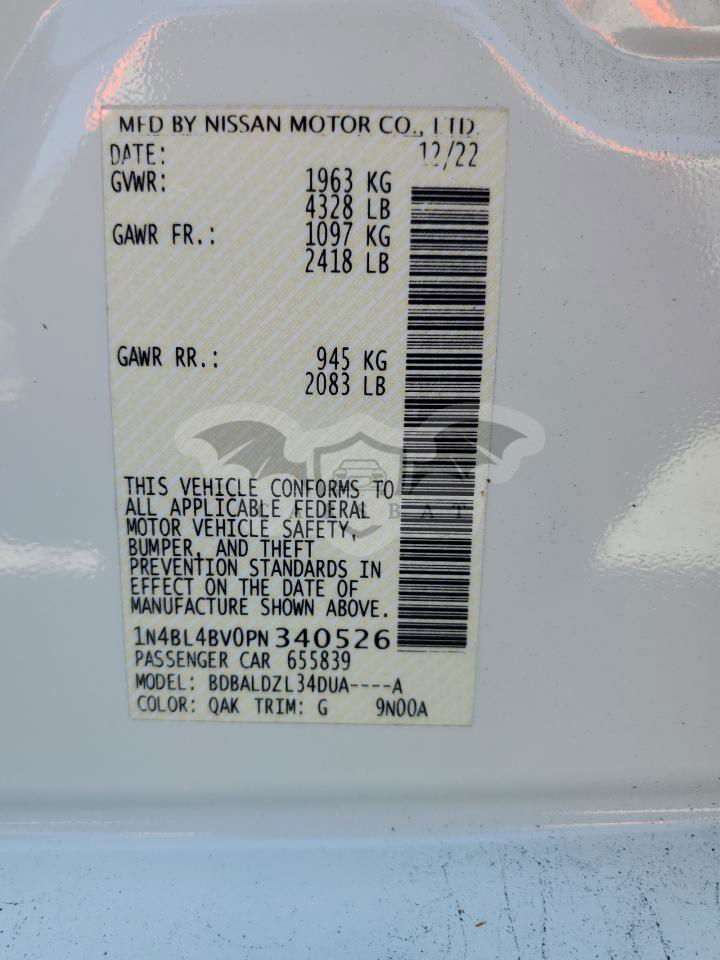 MFD BY NISSAN MOTOR CO., LTD.
DATE: 12/22
GVWR: 1963 KG
4328 LB
GAWR FR.: 1097 KG
2418 LB
GAWR RR.: 945 KG
2083 LB
THIS VEHICLE CONFORMS TO
ALL APPLICABLE FEDERAL
MOTOR VEHICLE SAFETY,
BUMPER, AND THEFT
PREVENTION STANDARDS IN
EFFECT ON THE DATE OF
MANUFACTURE SHOWN ABOVE.
1N4BL4BV0PN340526
PASSENGER CAR 655839
MODEL: BDBALDZL34DUA----A
COLOR: QAK TRIM: G 9N00A